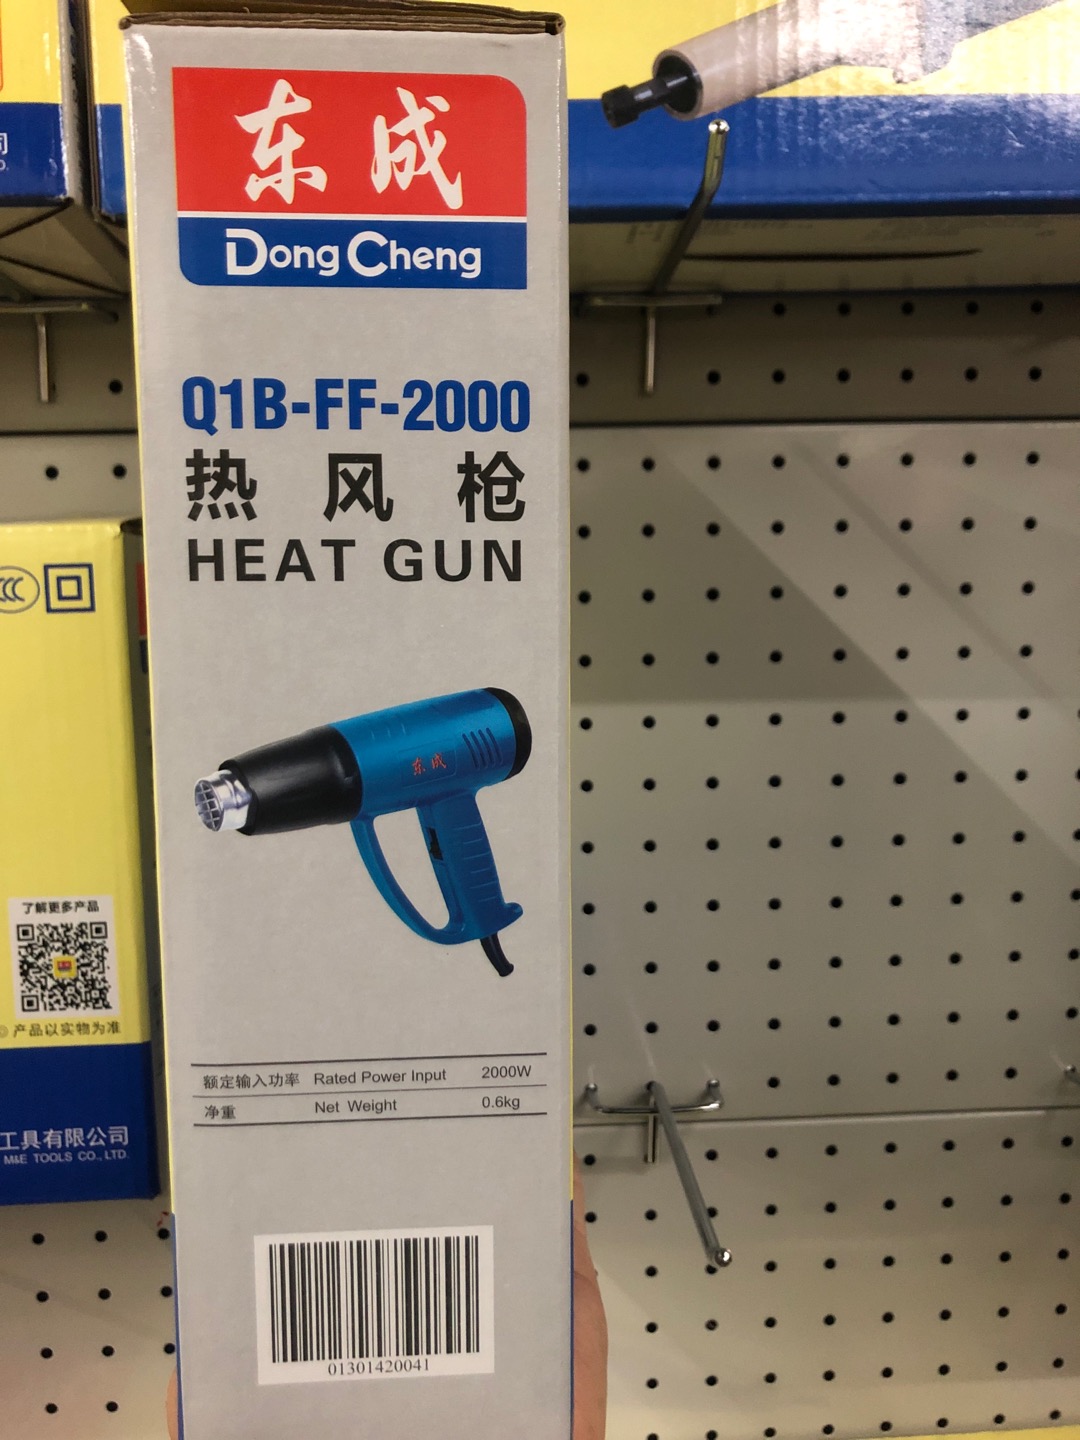 东成
DongCheng
Q1B-FF-2000
热风枪
HEAT GUN
东成
额定输入功率 Rated Power Input 2000W
净重 Net Weight 0.6kg
01301420041
了解更多产品
产品以实物为准
工具有限公司
M&E TOOLS CO., LTD.